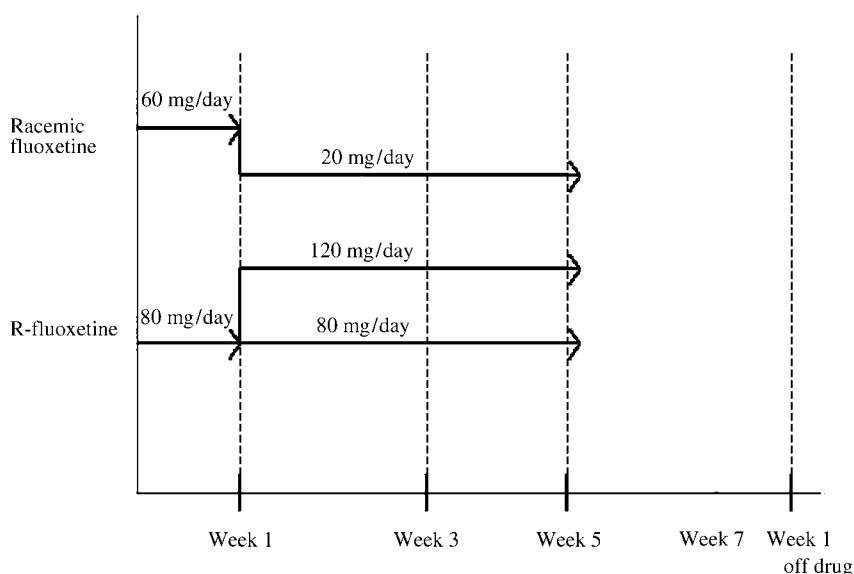 60 mg/day
Racemic
fluoxetine
20 mg/day
120 mg/day
R-fluoxetine
80 mg/day
80 mg/day
Week 1
Week 3
Week 5
Week 7
Week 1
off drug